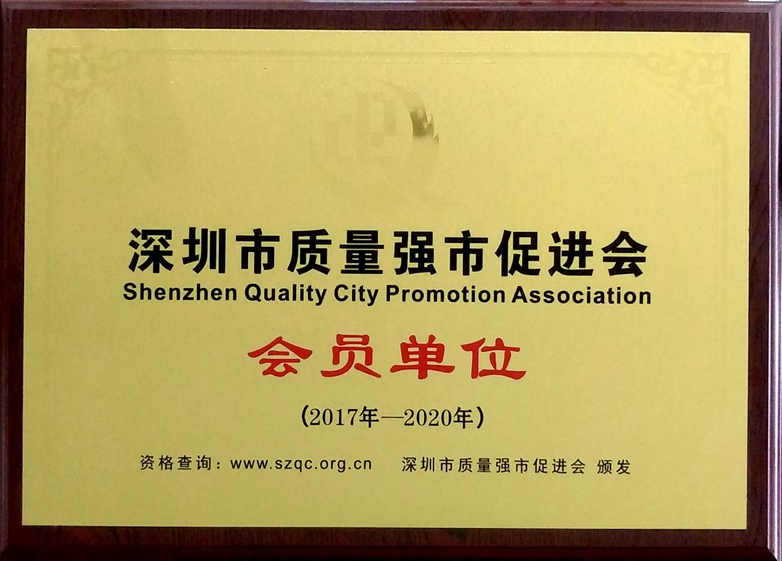 深圳市质量强市促进会
Shenzhen Quality City Promotion Association
会员单位
(2017年—2020年)
资格查询：www.szqc.org.cn 深圳市质量强市促进会 颁发